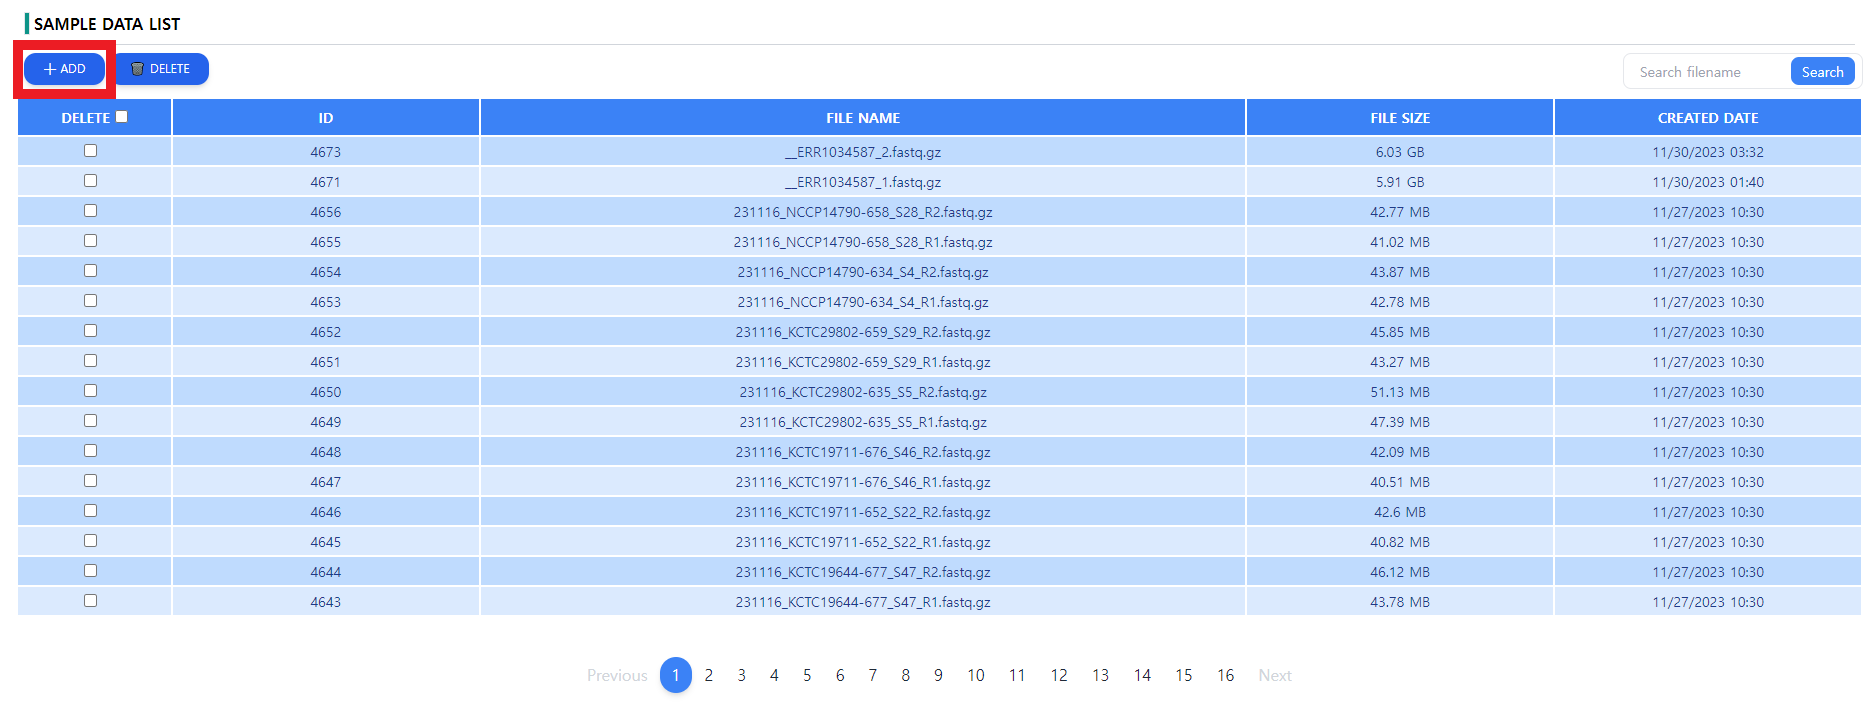 SAMPLE DATA LIST
+ ADD DELETE Search filename Search
DELETE ID FILE NAME FILE SIZE CREATED DATE
4673 __ERR1034587_2.fastq.gz 6.03 GB 11/30/2023 03:32
4671 __ERR1034587_1.fastq.gz 5.91 GB 11/30/2023 01:40
4656 231116_NCCP14790-658_S28_R2.fastq.gz 42.77 MB 11/27/2023 10:30
4655 231116_NCCP14790-658_S28_R1.fastq.gz 41.02 MB 11/27/2023 10:30
4654 231116_NCCP14790-634_S4_R2.fastq.gz 43.87 MB 11/27/2023 10:30
4653 231116_NCCP14790-634_S4_R1.fastq.gz 42.78 MB 11/27/2023 10:30
4652 231116_KCTC29802-659_S29_R2.fastq.gz 45.85 MB 11/27/2023 10:30
4651 231116_KCTC29802-659_S29_R1.fastq.gz 43.27 MB 11/27/2023 10:30
4650 231116_KCTC29802-635_S5_R2.fastq.gz 51.13 MB 11/27/2023 10:30
4649 231116_KCTC29802-635_S5_R1.fastq.gz 47.39 MB 11/27/2023 10:30
4648 231116_KCTC19711-676_S46_R2.fastq.gz 42.09 MB 11/27/2023 10:30
4647 231116_KCTC19711-676_S46_R1.fastq.gz 40.51 MB 11/27/2023 10:30
4646 231116_KCTC19711-652_S22_R2.fastq.gz 42.6 MB 11/27/2023 10:30
4645 231116_KCTC19711-652_S22_R1.fastq.gz 40.82 MB 11/27/2023 10:30
4644 231116_KCTC19644-677_S47_R2.fastq.gz 46.12 MB 11/27/2023 10:30
4643 231116_KCTC19644-677_S47_R1.fastq.gz 43.78 MB 11/27/2023 10:30
Previous 1 2 3 4 5 6 7 8 9 10 11 12 13 14 15 16 Next